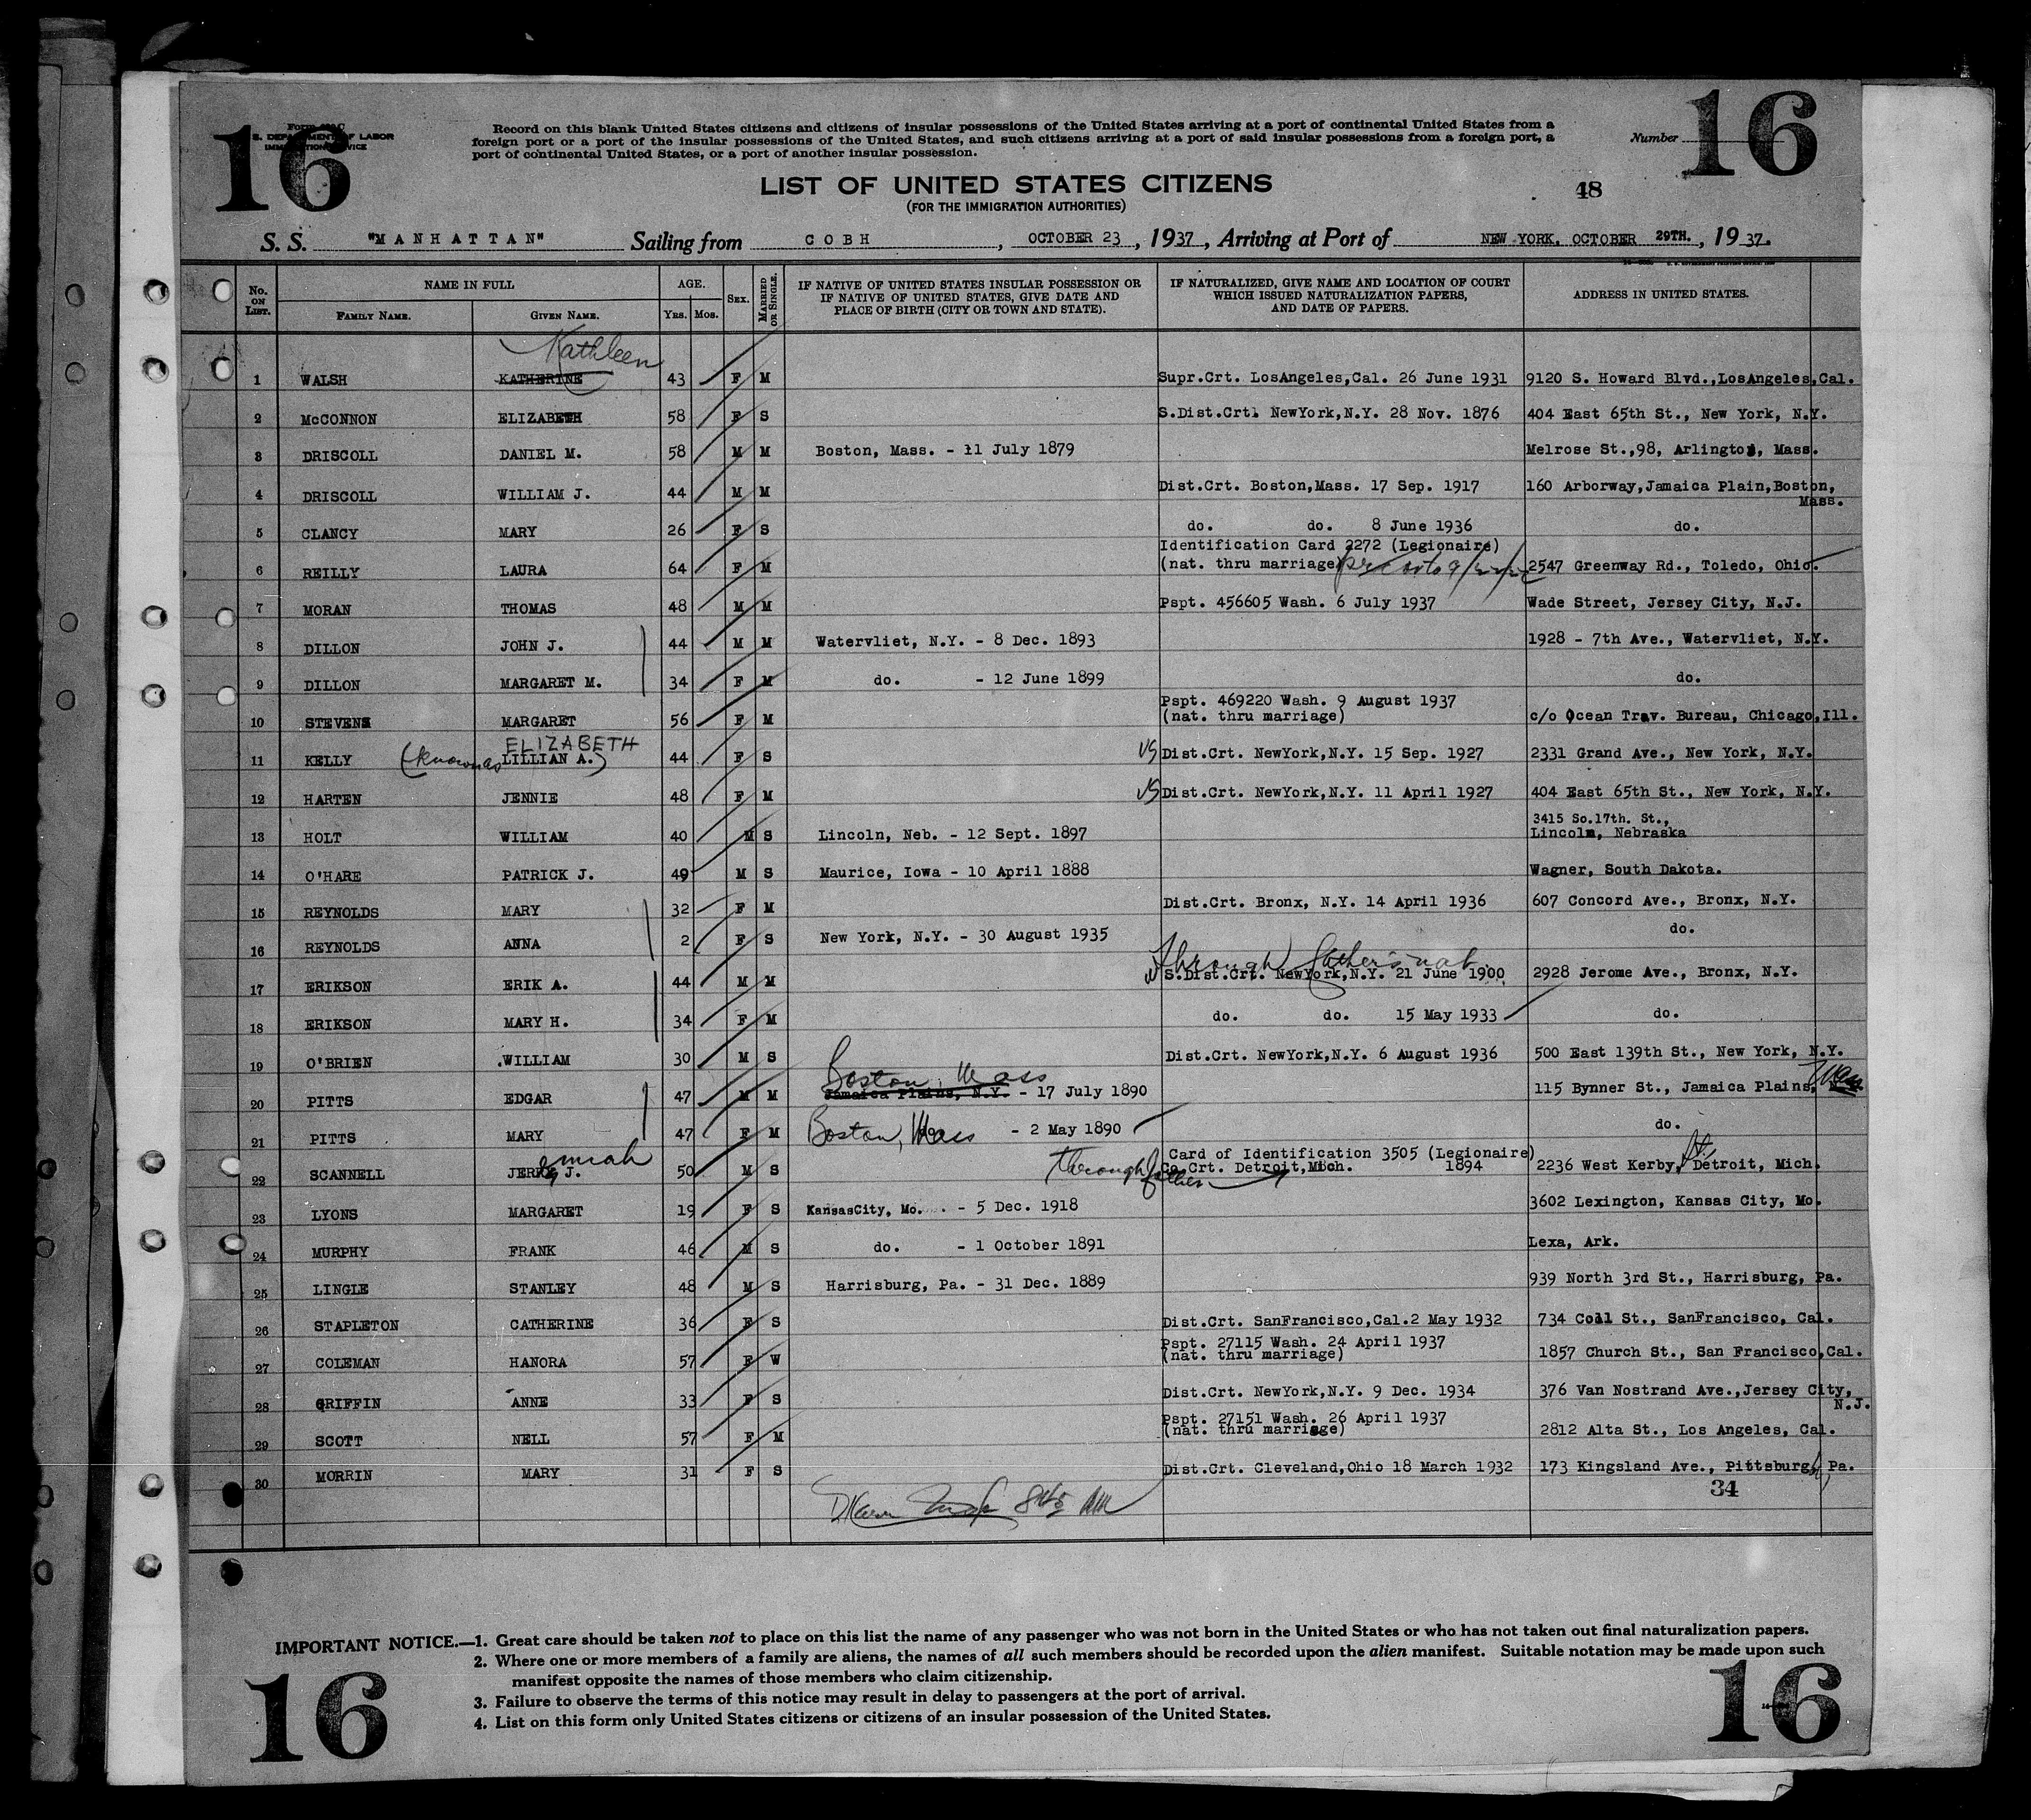 16
Form
S. DEPARTMENT OF LABOR
IMMIGRATION SERVICE
Record on this blank United States citizens and citizens of insular possessions of the United States arriving at a port of continental United States from a
foreign port or a port of the insular possessions of the United States, and such citizens arriving at a port of said insular possessions from a foreign port, a
port of continental United States, or a port of another insular possession.
Number
16
LIST OF UNITED STATES CITIZENS
(FOR THE IMMIGRATION AUTHORITIES)
48
S. S. "MANHATTAN" Sailing from COBH, OCTOBER 23, 1937, Arriving at Port of NEW YORK, OCTOBER 29TH., 1937.
No. ON LIST. NAME IN FULL FAMILY NAME. GIVEN NAME. AGE. YRS. MOS. SEX. MARRIED OR SINGLE. IF NATIVE OF UNITED STATES INSULAR POSSESSION OR IF NATIVE OF UNITED STATES, GIVE DATE AND PLACE OF BIRTH (CITY OR TOWN AND STATE). IF NATURALIZED, GIVE NAME AND LOCATION OF COURT WHICH ISSUED NATURALIZATION PAPERS, AND DATE OF PAPERS. ADDRESS IN UNITED STATES.
Kathleen
1 WALSH KATHERINE 43 F M Supr.Crt. LosAngeles,Cal. 26 June 1931 9120 S. Howard Blvd.,LosAngeles,Cal.
2 McCONNON ELIZABETH 58 F S S.Dist.Crt. NewYork,N.Y. 28 Nov. 1876 404 East 65th St., New York, N.Y.
3 DRISCOLL DANIEL M. 58 M M Boston, Mass. - 11 July 1879 Melrose St.,98, Arlington, Mass.
4 DRISCOLL WILLIAM J. 44 M M Dist.Crt. Boston,Mass. 17 Sep. 1917 160 Arborway,Jamaica Plain,Boston,
Mass.
5 CLANCY MARY 26 F S do. do. 8 June 1936 do.
Identification Card 2272 (Legionaire)
6 REILLY LAURA 64 F M (nat. thru marriage) 2547 Greenway Rd., Toledo, Ohio.
7 MORAN THOMAS 48 M M Pspt. 456605 Wash. 6 July 1937 Wade Street, Jersey City, N.J.
8 DILLON JOHN J. 44 M M Watervliet, N.Y. - 8 Dec. 1893 1928 - 7th Ave., Watervliet, N.Y.
9 DILLON MARGARET M. 34 F M do. - 12 June 1899 do.
Pspt. 469220 Wash. 9 August 1937
10 STEVENS MARGARET 56 F M (nat. thru marriage) c/o Ocean Trav. Bureau, Chicago,Ill.
ELIZABETH
11 KELLY (known as LILLIAN A.) 44 F S US Dist.Crt. NewYork,N.Y. 15 Sep. 1927 2331 Grand Ave., New York, N.Y.
12 HARTEN JENNIE 48 F M US Dist.Crt. NewYork,N.Y. 11 April 1927 404 East 65th St., New York, N.Y.
3415 So.17th. St.,
13 HOLT WILLIAM 40 M S Lincoln, Neb. - 12 Sept. 1897 Lincoln, Nebraska
14 O'HARE PATRICK J. 49 M S Maurice, Iowa - 10 April 1888 Wagner, South Dakota.
15 REYNOLDS MARY 32 F M Dist.Crt. Bronx, N.Y. 14 April 1936 607 Concord Ave., Bronx, N.Y.
16 REYNOLDS ANNA 2 F S New York, N.Y. - 30 August 1935 do.
through father's nat.
17 ERIKSON ERIK A. 44 M M U S.Dist.Crt. NewYork,N.Y. 21 June 1900. 2928 Jerome Ave., Bronx, N.Y.
18 ERIKSON MARY H. 34 F M do. do. 15 May 1933 do.
19 O'BRIEN WILLIAM 30 M S Dist.Crt. NewYork,N.Y. 6 August 1936 500 East 139th St., New York, N.Y.
Boston, Mass
20 PITTS EDGAR 47 M M Jamaica Plains, N.Y. - 17 July 1890 115 Bynner St., Jamaica Plains, Mass
21 PITTS MARY 47 F M Boston, Mass - 2 May 1890 do.
emiah Card of Identification 3505 (Legionaire)
22 SCANNELL JERRY J. 50 M S through father Co.Crt. Detroit,Mich. 1894 2236 West Kerby, St., Detroit, Mich.
23 LYONS MARGARET 19 F S KansasCity, Mo. - 5 Dec. 1918 3602 Lexington, Kansas City, Mo.
24 MURPHY FRANK 46 M S do. - 1 October 1891 Lexa, Ark.
25 LINGLE STANLEY 48 M S Harrisburg, Pa. - 31 Dec. 1889 939 North 3rd St., Harrisburg, Pa.
26 STAPLETON CATHERINE 36 F S Dist.Crt. SanFrancisco,Cal.2 May 1932 734 Coll St., SanFrancisco, Cal.
Pspt. 27115 Wash. 24 April 1937
27 COLEMAN HANORA 57 F W (nat. thru marriage) 1857 Church St., San Francisco,Cal.
28 GRIFFIN ANNE 33 F S Dist.Crt. NewYork,N.Y. 9 Dec. 1934 376 Van Nostrand Ave.,Jersey City,
N.J.
Pspt. 27151 Wash. 26 April 1937
29 SCOTT NELL 57 F M (nat. thru marriage) 2812 Alta St., Los Angeles, Cal.
30 MORRIN MARY 31 F S Dist.Crt. Cleveland,Ohio 18 March 1932 173 Kingsland Ave., Pittsburgh, Pa.
34
IMPORTANT NOTICE.—1. Great care should be taken not to place on this list the name of any passenger who was not born in the United States or who has not taken out final naturalization papers.
2. Where one or more members of a family are aliens, the names of all such members should be recorded upon the alien manifest. Suitable notation may be made upon such
manifest opposite the names of those members who claim citizenship.
3. Failure to observe the terms of this notice may result in delay to passengers at the port of arrival.
4. List on this form only United States citizens or citizens of an insular possession of the United States.
16
16